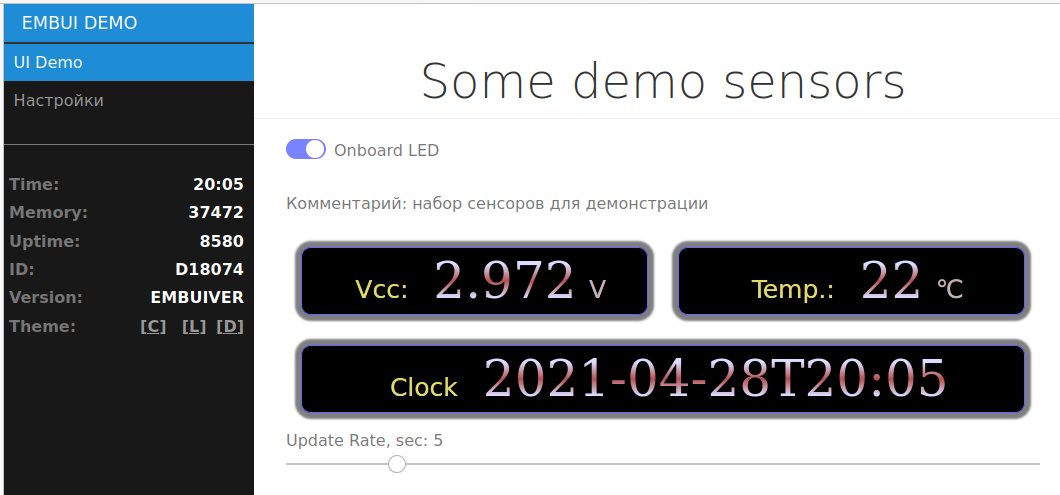 EMBUI DEMO
UI Demo
Настройки
Time: 20:05
Memory: 37472
Uptime: 8580
ID: D18074
Version: EMBUIVER
Theme: [C] [L] [D]
Some demo sensors
Onboard LED
Комментарий: набор сенсоров для демонстрации
Vcc: 2.972 V
Temp.: 22 °C
Clock 2021-04-28T20:05
Update Rate, sec: 5